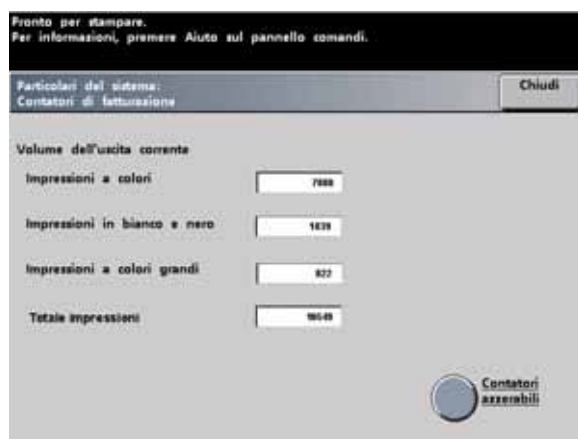 Pronto per stampare.
Per informazioni, premere Aiuto sul pannello comandi.
Particolari del sistema:
Contatori di fatturazione
Chiudi
Volume dell'uscita corrente
Impressioni a colori
Impressioni in bianco e nero
Impressioni a colori grandi
822
Totale impressioni
Contatori
azzerabili